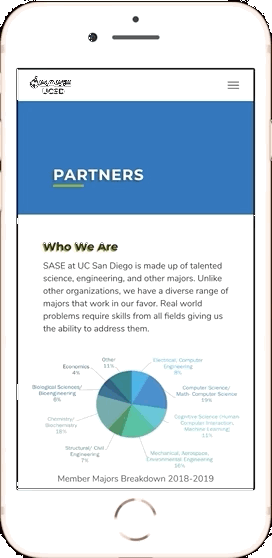 UCSD
PARTNERS
Who We Are
SASE at UC San Diego is made up of talented
science, engineering, and other majors. Unlike
other organizations, we have a diverse range of
majors that work in our favor. Real world
problems require skills from all fields giving us
the ability to address them.
Other
11%
Electrical, Computer
Engineering
8%
Economics
4%
Computer Science/
Math- Computer Science
19%
Biological Sciences/
Bioengineering
6%
Cognitive Science (Human
Computer Interaction,
Machine Learning)
11%
Chemistry/
Biochemistry
18%
Structural/ Civil
Engineering
7%
Mechanical, Aerospace,
Environmental Engineering
16%
Member Majors Breakdown 2018-2019